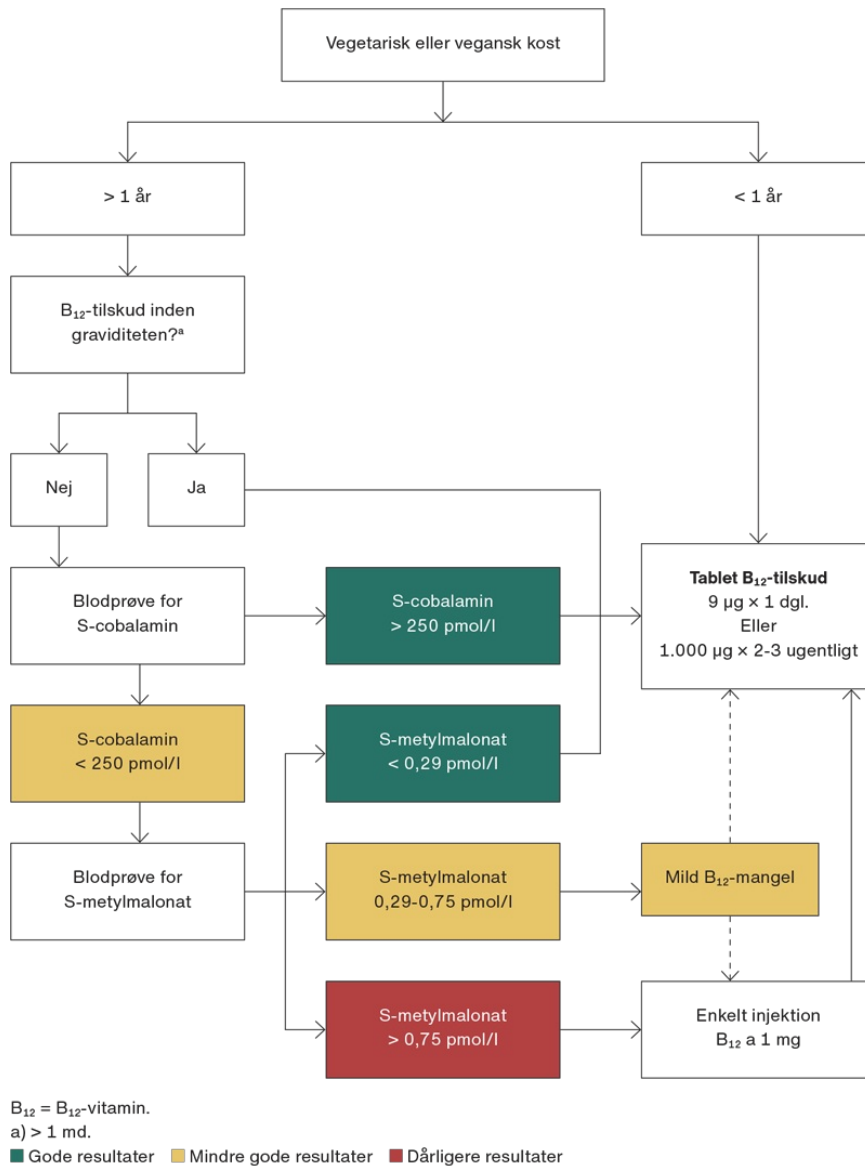 Vegetarisk eller vegansk kost
> 1 år
< 1 år
B₁₂-tilskud inden
graviditeten?ᵃ
Nej
Ja
Blodprøve for
S-cobalamin
S-cobalamin
> 250 pmol/l
Tablet B₁₂-tilskud
9 µg × 1 dgl.
Eller
1.000 µg × 2-3 ugentligt
S-cobalamin
< 250 pmol/l
S-metylmalonat
< 0,29 pmol/l
Blodprøve for
S-metylmalonat
S-metylmalonat
0,29-0,75 pmol/l
Mild B₁₂-mangel
S-metylmalonat
> 0,75 pmol/l
Enkelt injektion
B₁₂ a 1 mg
B₁₂ = B₁₂-vitamin.
a) > 1 md.
Gode resultater Mindre gode resultater Dårligere resultater